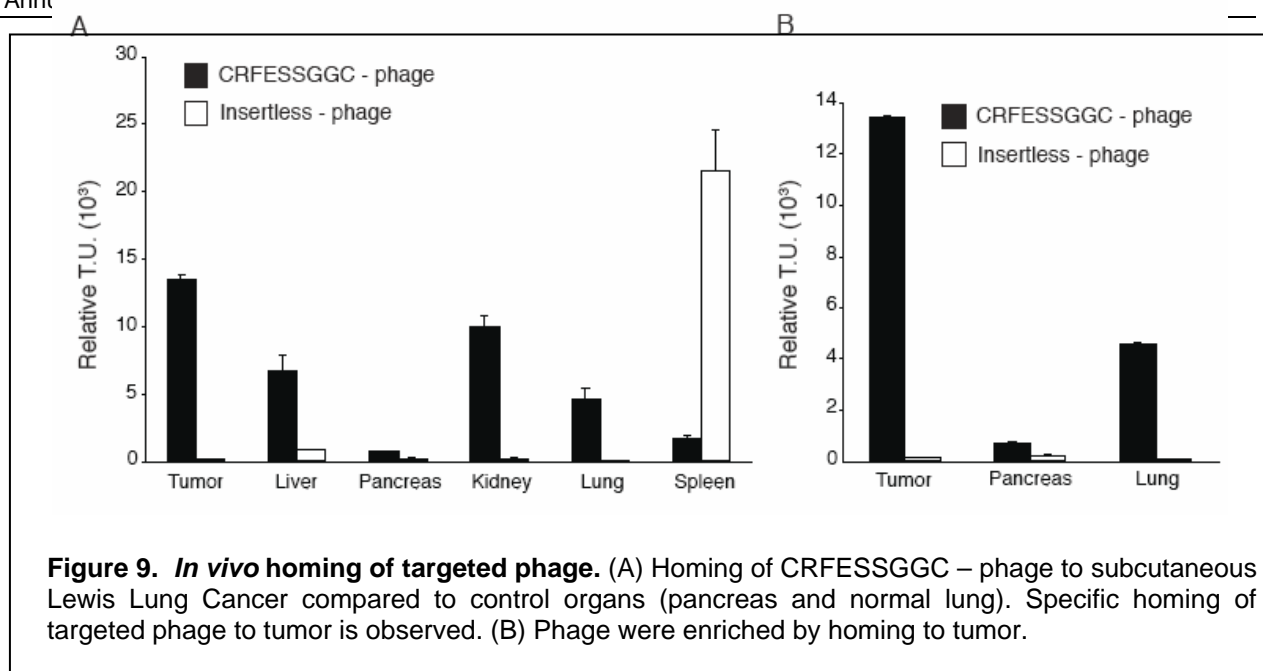 A
B
30
25
20
15
10
5
0
Relative T.U. (10³)
CRFESSGGC - phage
Insertless - phage
Tumor Liver Pancreas Kidney Lung Spleen
14
12
10
8
6
4
2
0
Relative T.U. (10³)
CRFESSGGC - phage
Insertless - phage
Tumor Pancreas Lung
Figure 9. In vivo homing of targeted phage. (A) Homing of CRFESSGGC – phage to subcutaneous
Lewis Lung Cancer compared to control organs (pancreas and normal lung). Specific homing of
targeted phage to tumor is observed. (B) Phage were enriched by homing to tumor.